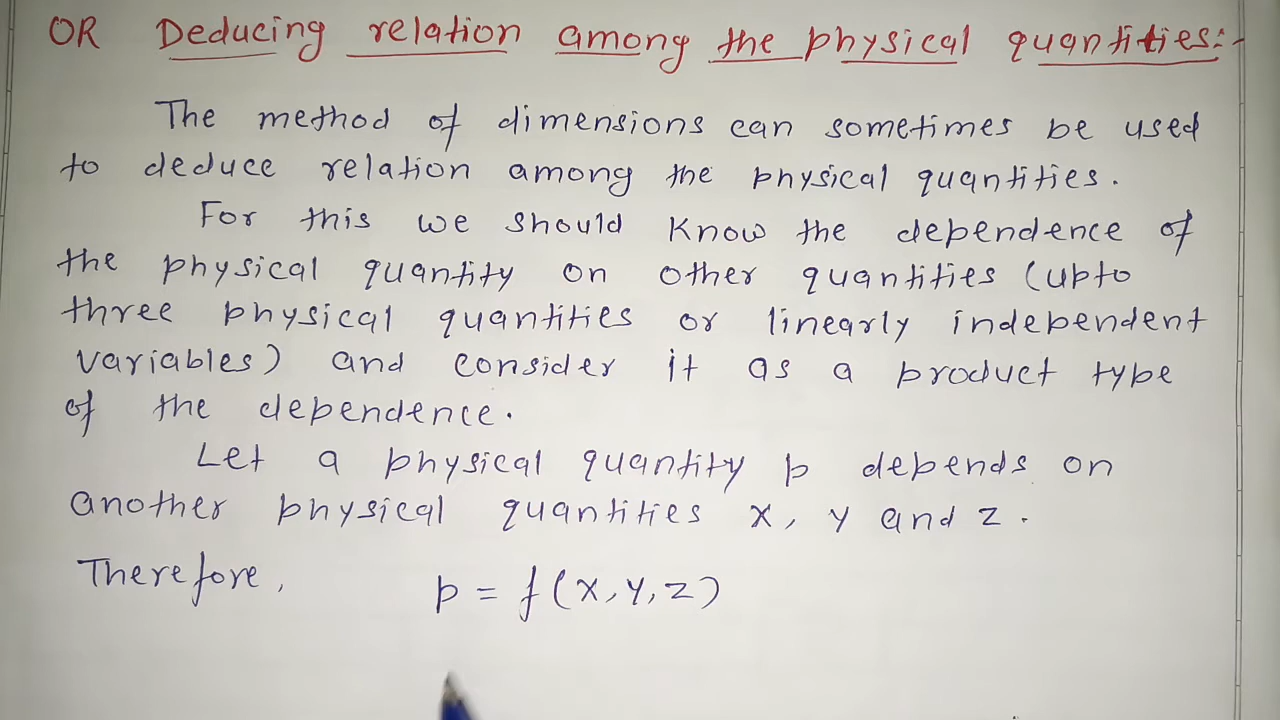 OR Deducing relation among the physical quantities:-
The method of dimensions can sometimes be used
to deduce relation among the physical quantities.
For this we should know the dependence of
the physical quantity on other quantities (upto
three physical quantities or linearly independent
variables) and consider it as a product type
of the dependence.
Let a physical quantity p depends on
another physical quantities x, y and z.
Therefore, p = f(x, y, z)